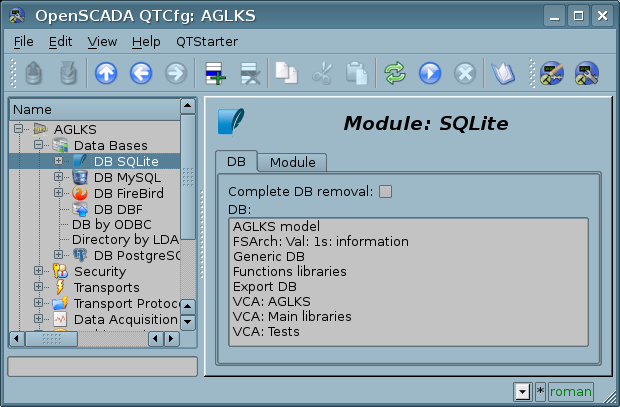 OpenSCADA QTCfg: AGLKS
File Edit View Help QTStarter
Name
AGLKS
Data Bases
DB SQLite
DB MySQL
DB FireBird
DB DBF
DB by ODBC
Directory by LDA
DB PostgreSQ
Security
Transports
Transport Protoc
Data Acquisition
Module: SQLite
DB Module
Complete DB removal:
DB:
AGLKS model
FSArch: Val: 1s: information
Generic DB
Functions libraries
Export DB
VCA: AGLKS
VCA: Main libraries
VCA: Tests
* roman